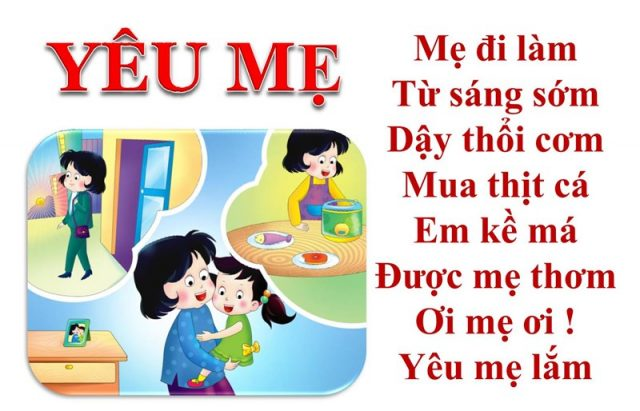 YÊU MẸ
Mẹ đi làm
Từ sáng sớm
Dậy thổi cơm
Mua thịt cá
Em kề má
Được mẹ thơm
Ơi mẹ ơi !
Yêu mẹ lắm